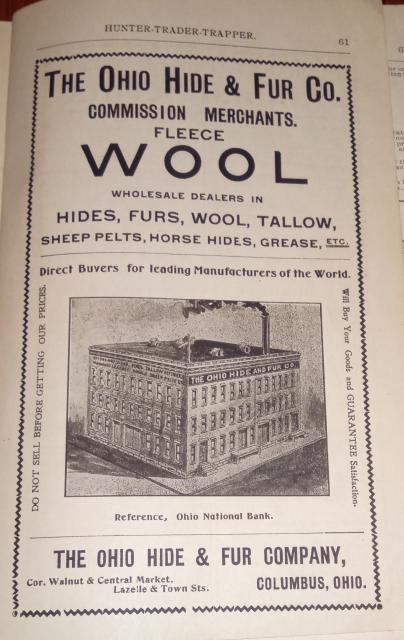 HUNTER-TRADER-TRAPPER.
61
THE OHIO HIDE & FUR CO.
COMMISSION MERCHANTS.
FLEECE
WOOL
WHOLESALE DEALERS IN
HIDES, FURS, WOOL, TALLOW,
SHEEP PELTS, HORSE HIDES, GREASE, ETC.
Direct Buyers for leading Manufacturers of the World.
DO NOT SELL BEFORE GETTING OUR PRICES.
THE OHIO HIDE AND FUR CO.
Will Buy Your Goods and GUARANTEE Satisfaction.
Reference, Ohio National Bank.
THE OHIO HIDE & FUR COMPANY,
Cor. Walnut & Central Market,
Lazelle & Town Sts.
COLUMBUS, OHIO.